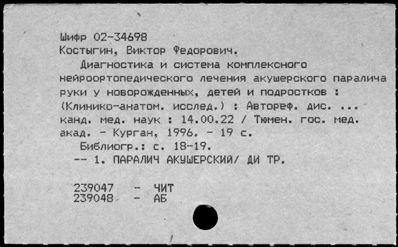 Шифр 02-34698
Костыгин, Виктор Федорович.
Диагностика и система комплексного
нейроортопедического лечения акушерского паралича
руки у новорожденных, детей и подростков :
(Клинико-анатом. исслед.) : Автореф. дис. ...
канд. мед. наук : 14.00.22 / Тюмен. гос. мед.
акад. - Курган, 1996. - 19 с.
Библиогр.: с. 18-19.
-- 1. ПАРАЛИЧ АКУШЕРСКИЙ/ ДИ ТР.
239047 - ЧИТ
239048 - АБ